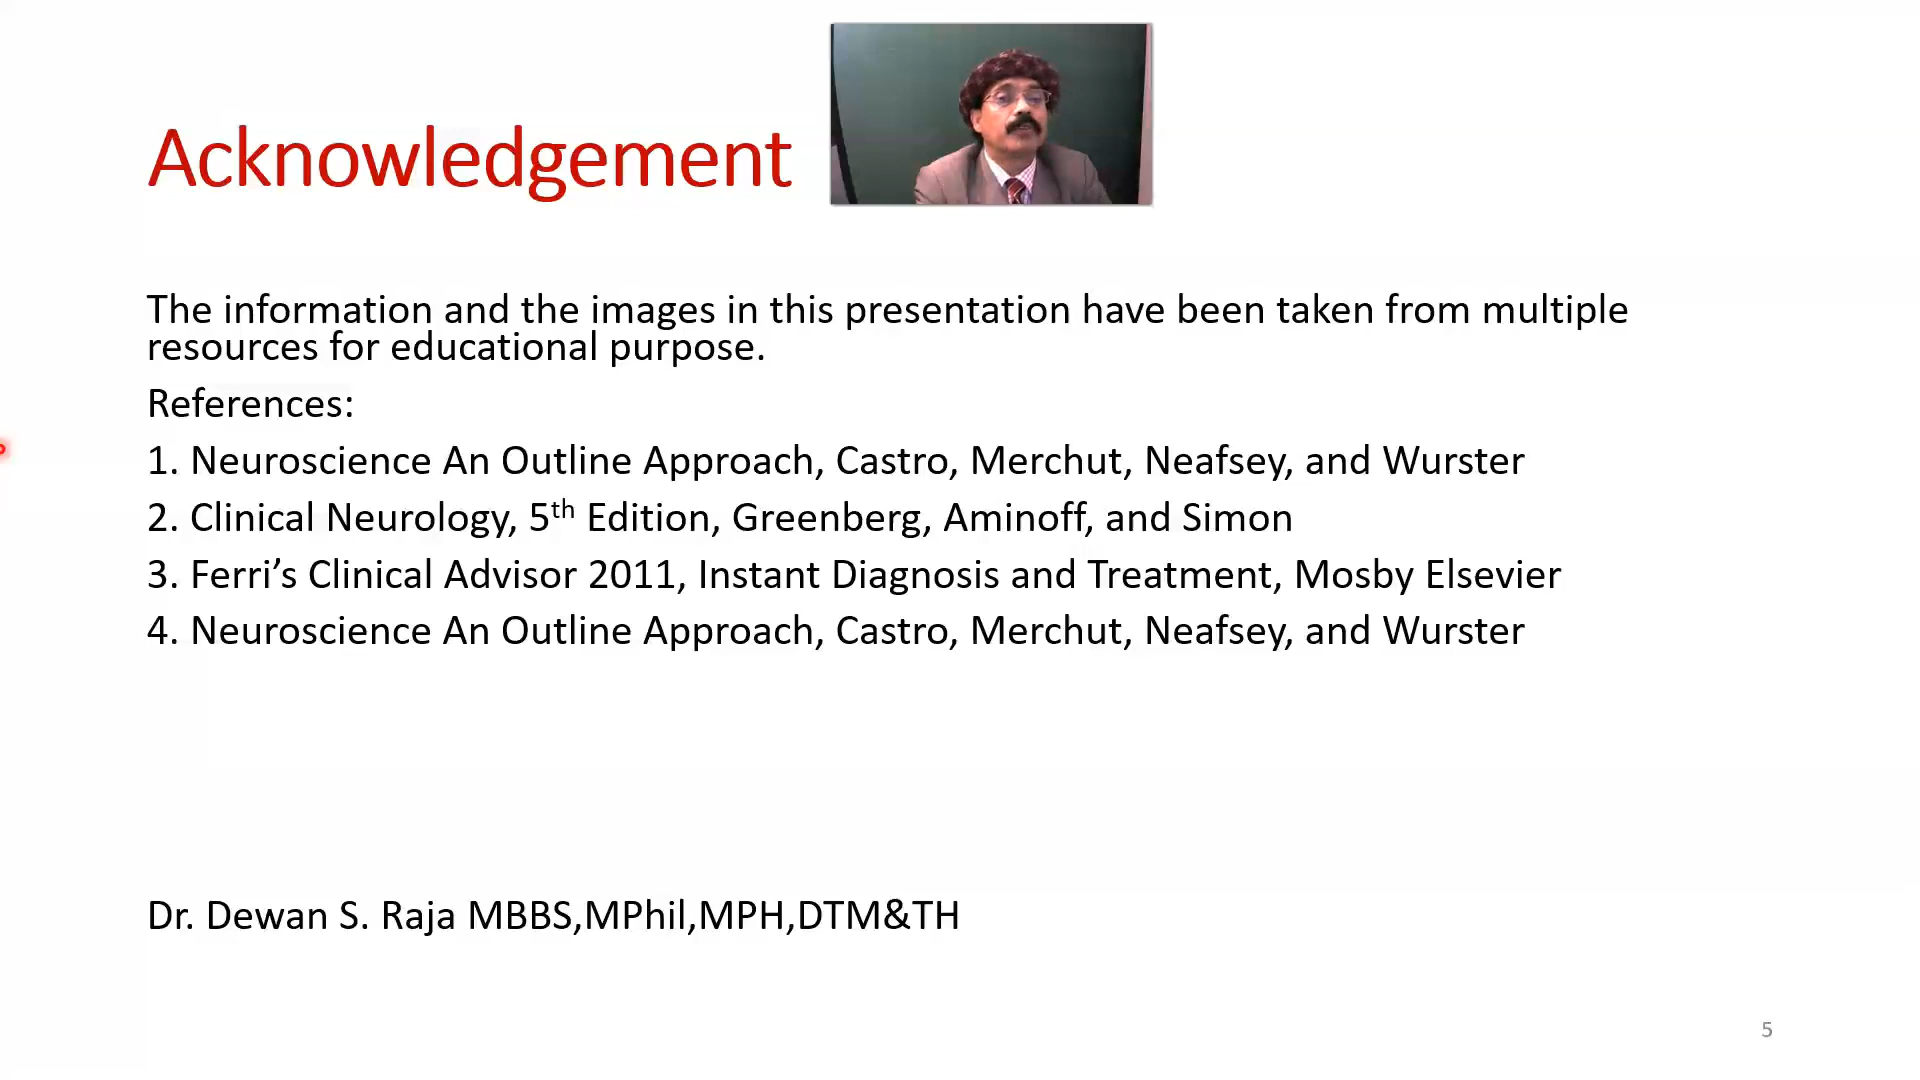 Acknowledgement
The information and the images in this presentation have been taken from multiple
resources for educational purpose.
References:
1. Neuroscience An Outline Approach, Castro, Merchut, Neafsey, and Wurster
2. Clinical Neurology, 5th Edition, Greenberg, Aminoff, and Simon
3. Ferri’s Clinical Advisor 2011, Instant Diagnosis and Treatment, Mosby Elsevier
4. Neuroscience An Outline Approach, Castro, Merchut, Neafsey, and Wurster
Dr. Dewan S. Raja MBBS,MPhil,MPH,DTM&TH
5